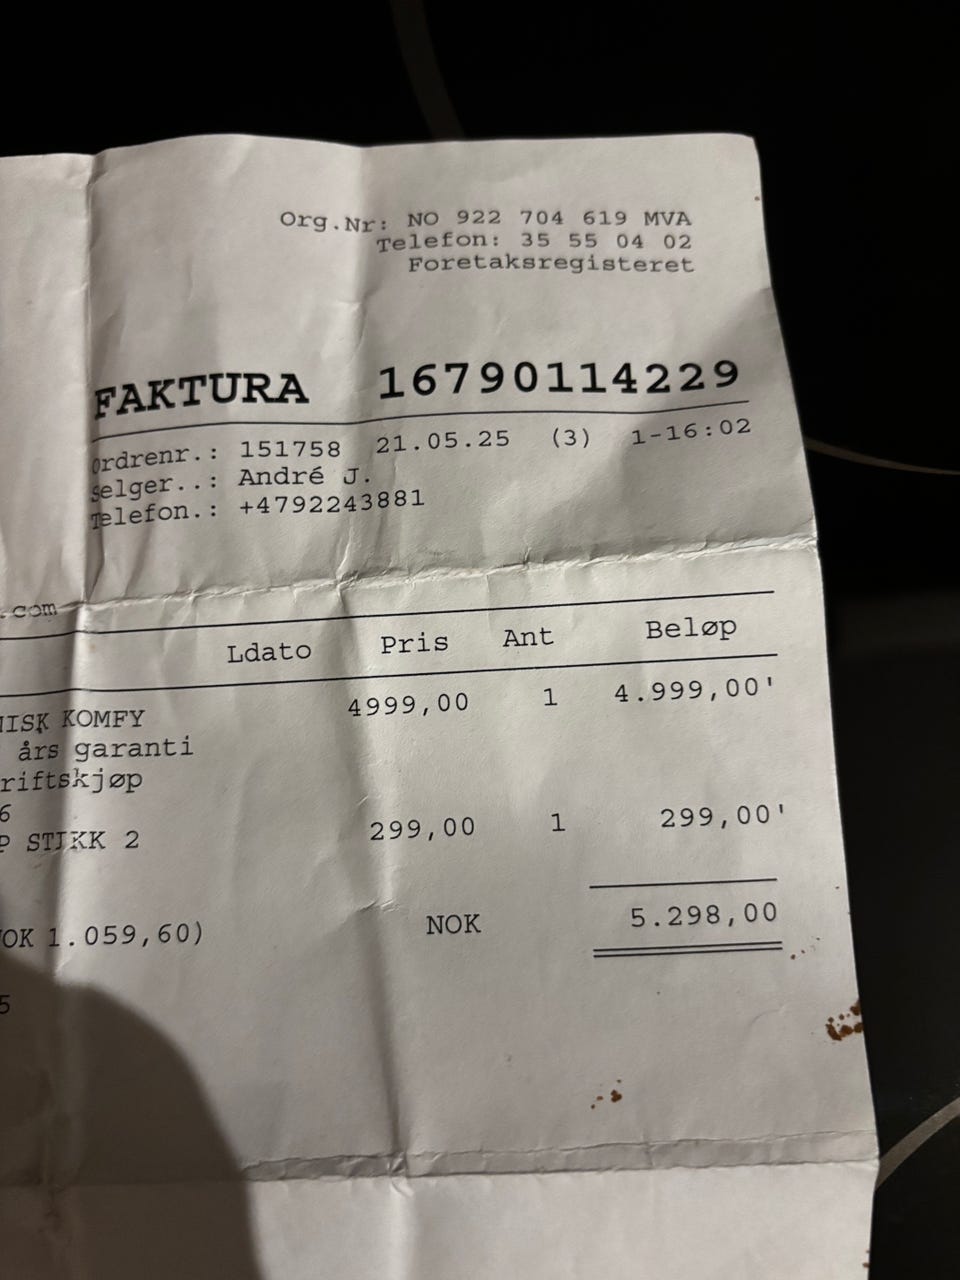 Org.Nr: NO 922 704 619 MVA
Telefon: 35 55 04 02
Foretaksregisteret
FAKTURA 16790114229
Ordrenr.: 151758 21.05.25 (3) 1-16:02
Selger..: André J.
Telefon.: +4792243881
.com
Ldato Pris Ant Beløp
NISK KOMFY 4999,00 1 4.999,00'
års garanti
riftskjøp
6
P STIKK 2 299,00 1 299,00'
OK 1.059,60) NOK 5.298,00
5